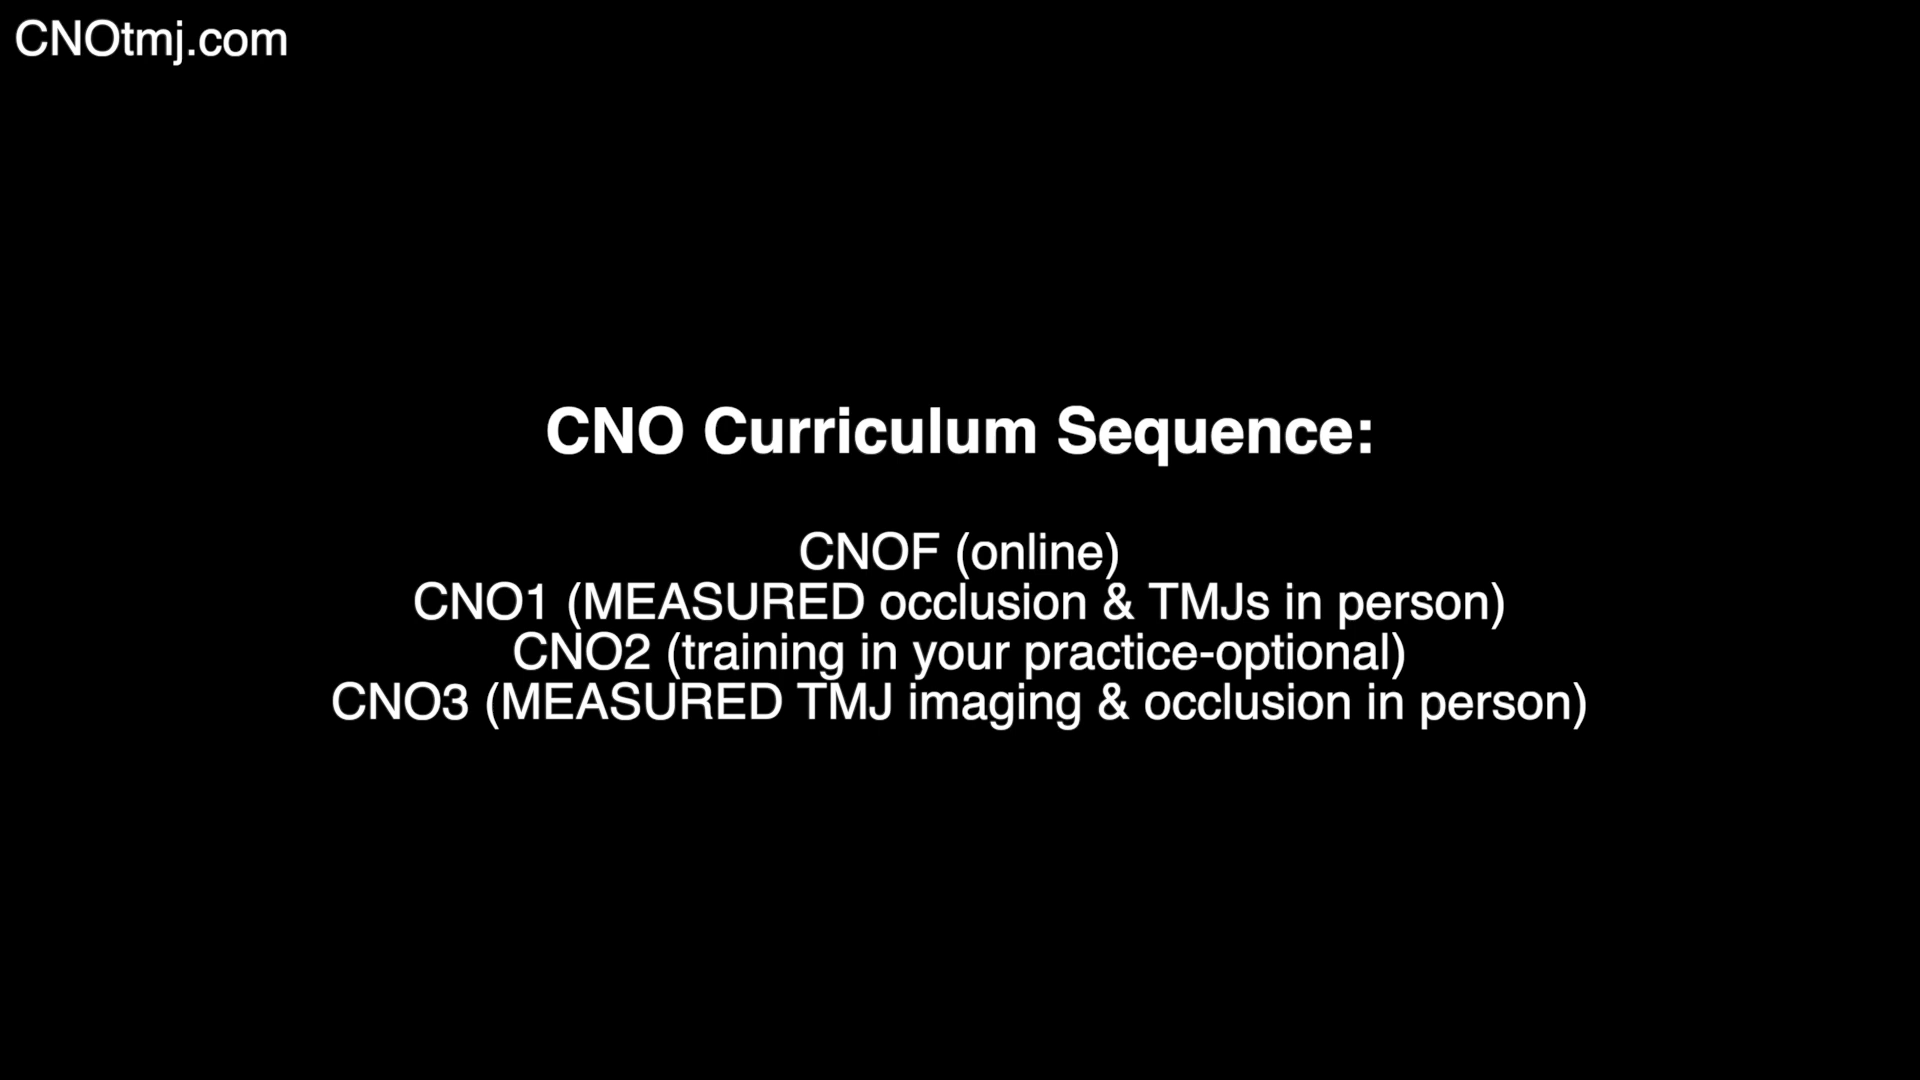 CNOtmj.com
CNO Curriculum Sequence:
CNOF (online)
CNO1 (MEASURED occlusion & TMJs in person)
CNO2 (training in your practice-optional)
CNO3 (MEASURED TMJ imaging & occlusion in person)